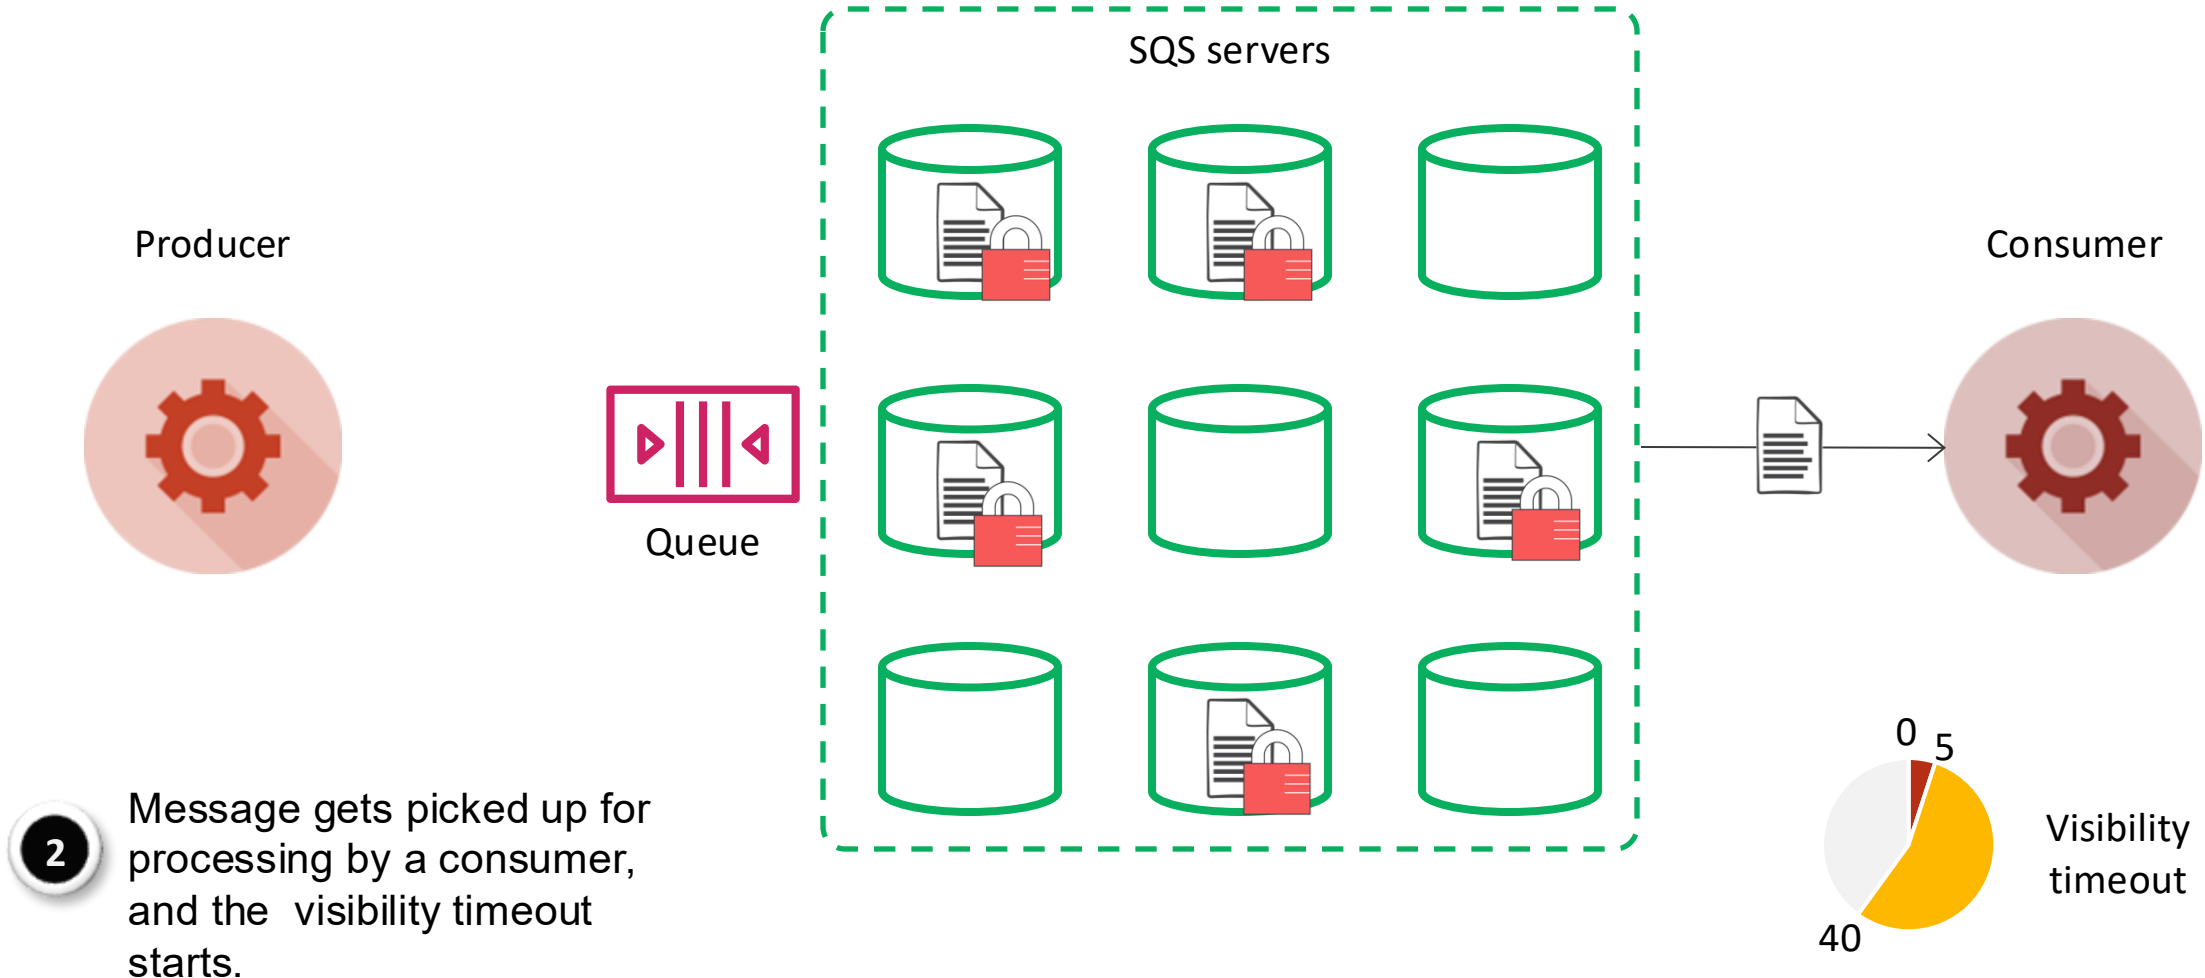 SQS servers
Producer
Consumer
Queue
2
Message gets picked up for
processing by a consumer,
and the  visibility timeout
starts.
0
5
40
Visibility
timeout